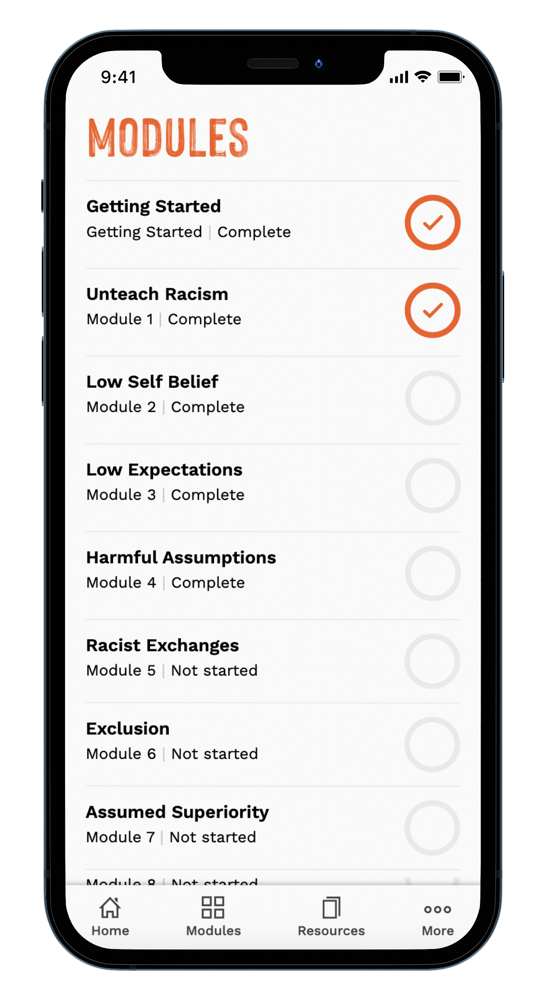 9:41
MODULES
Getting Started
Getting Started | Complete
Unteach Racism
Module 1 | Complete
Low Self Belief
Module 2 | Complete
Low Expectations
Module 3 | Complete
Harmful Assumptions
Module 4 | Complete
Racist Exchanges
Module 5 | Not started
Exclusion
Module 6 | Not started
Assumed Superiority
Module 7 | Not started
Module 8 | Not started
Home Modules Resources More